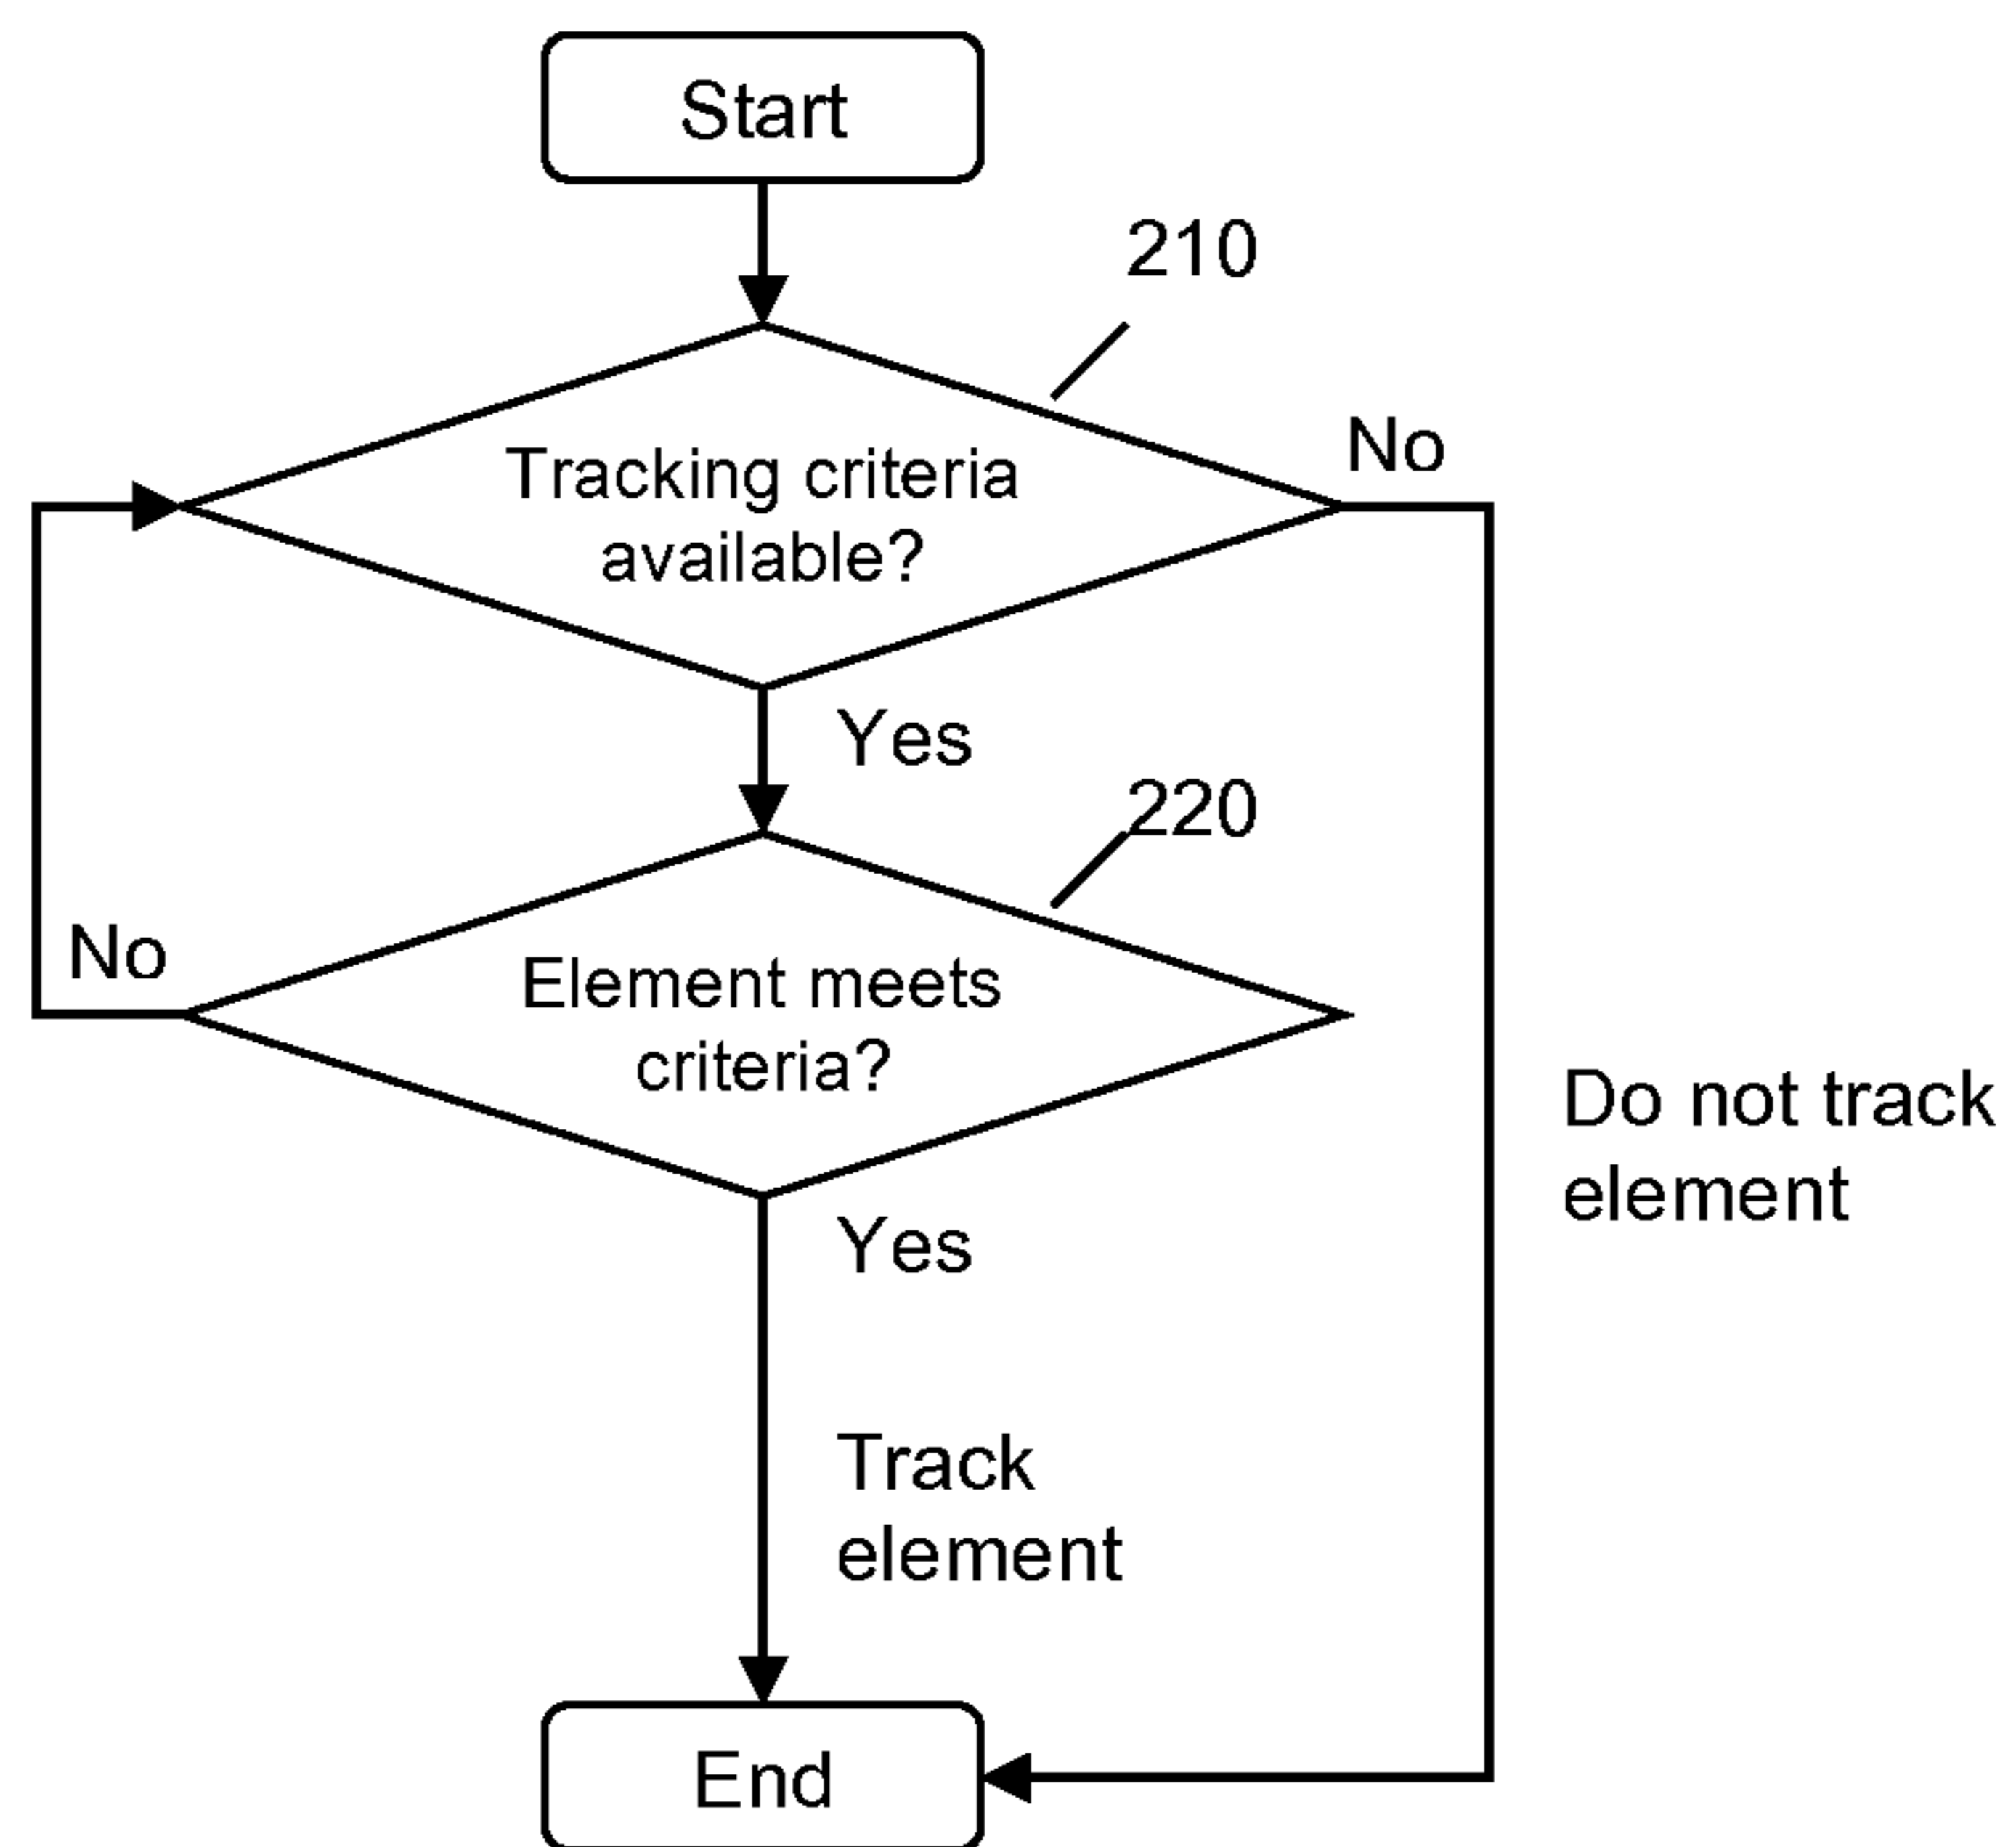 Start
210
Tracking criteria
available?
No
Yes
220
No
Element meets
criteria?
Do not track
element
Yes
Track
element
End